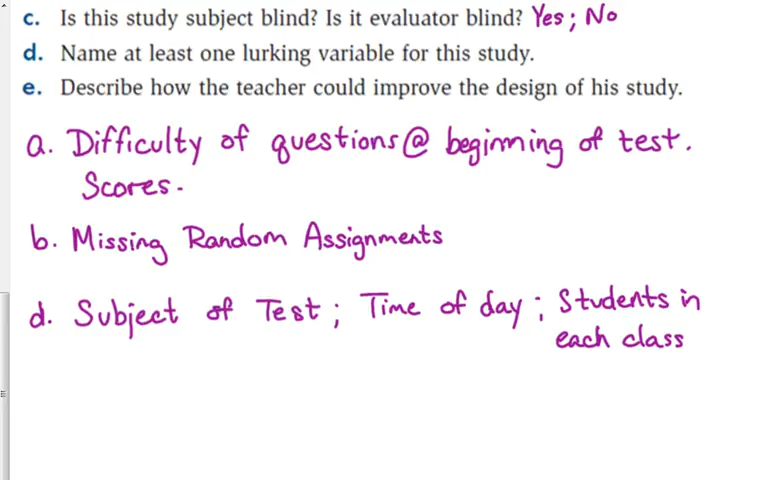 c. Is this study subject blind? Is it evaluator blind? Yes; No
d. Name at least one lurking variable for this study.
e. Describe how the teacher could improve the design of his study.
a. Difficulty of questions @ beginning of test.
Scores.
b. Missing Random Assignments
d. Subject of Test; Time of day; Students in
each class